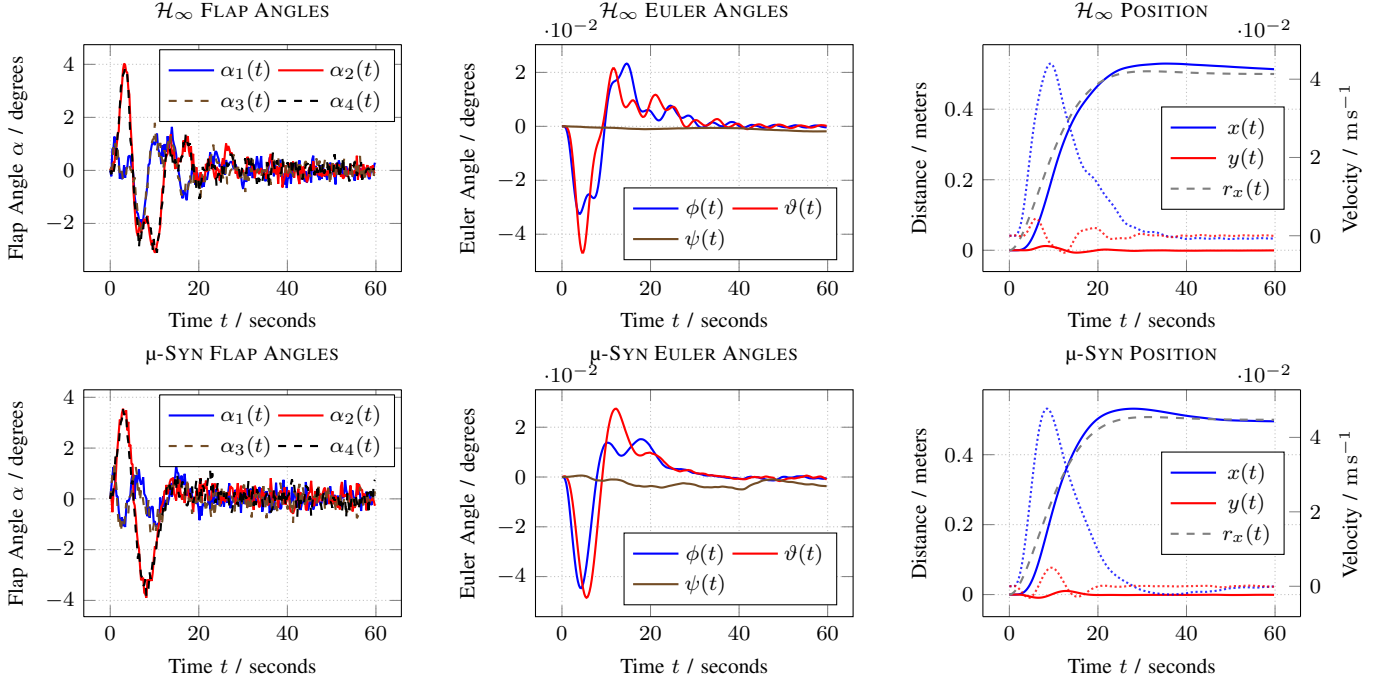 ℋ∞ FLAP ANGLES
4
2
0
−2
0 20 40 60
Time t / seconds
Flap Angle α / degrees
α1(t) α2(t)
α3(t) α4(t)
ℋ∞ EULER ANGLES
·10−2
2
0
−2
−4
0 20 40 60
Time t / seconds
Euler Angle / degrees
ϕ(t) ϑ(t)
ψ(t)
ℋ∞ POSITION
·10−2
0.4
0.2
0
4
2
0
0 20 40 60
Time t / seconds
Distance / meters
Velocity / m s−1
x(t)
y(t)
rx(t)
µ-SYN FLAP ANGLES
4
2
0
−2
−4
0 20 40 60
Time t / seconds
Flap Angle α / degrees
α1(t) α2(t)
α3(t) α4(t)
µ-SYN EULER ANGLES
·10−2
2
0
−2
−4
0 20 40 60
Time t / seconds
Euler Angle / degrees
ϕ(t) ϑ(t)
ψ(t)
µ-SYN POSITION
·10−2
0.4
0.2
0
4
2
0
0 20 40 60
Time t / seconds
Distance / meters
Velocity / m s−1
x(t)
y(t)
rx(t)